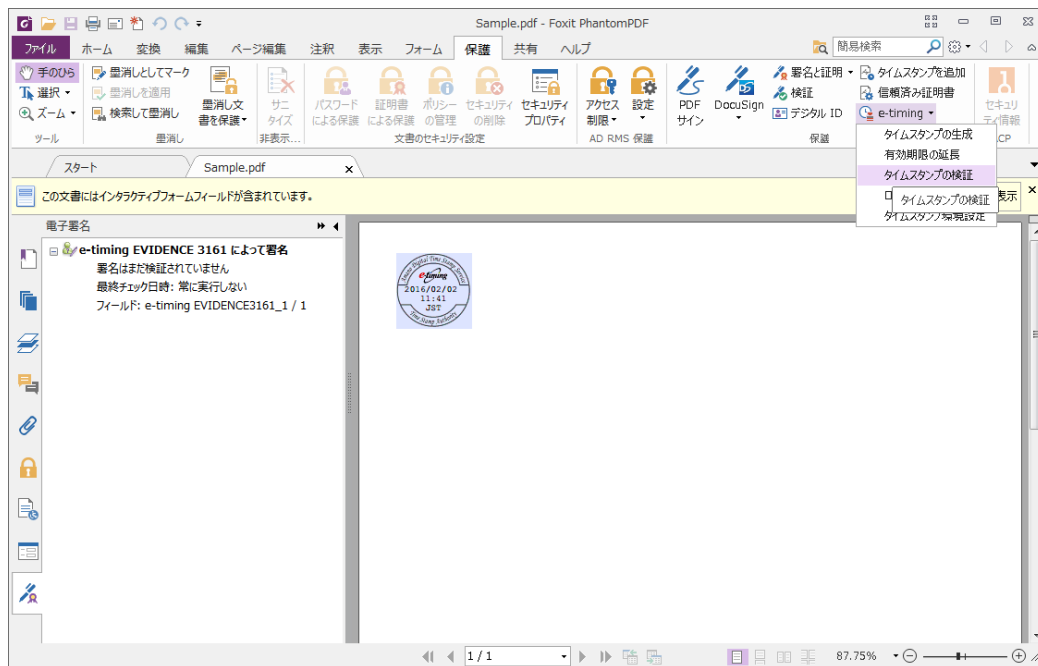 Sample.pdf - Foxit PhantomPDF
ファイル ホーム 変換 編集 ページ編集 注釈 表示 フォーム 保護 共有 ヘルプ 簡易検索
手のひら
選択
ズーム
ツール
墨消しとしてマーク
墨消しを適用
検索して墨消し
墨消し文
書を保護
墨消し
サニ
タイズ
非表示...
パスワード
による保護
証明書
による保護
ポリシー
の管理
セキュリティ
の削除
セキュリティ
プロパティ
文書のセキュリティ設定
アクセス
制限
設定
AD RMS 保護
PDF
サイン
DocuSign
署名と証明
検証
デジタル ID
タイムスタンプを追加
信頼済み証明書
e-timing
保護
セキュリ
ティ情報
.CP
タイムスタンプの生成
有効期限の延長
タイムスタンプの検証
タイムスタンプの検証
タイムスタンプ環境設定
スタート
Sample.pdf
この文書にはインタラクティブフォームフィールドが含まれています。
表示
電子署名
e-timing EVIDENCE 3161 によって署名
署名はまだ検証されていません
最終チェック日時: 常に実行しない
フィールド: e-timing EVIDENCE3161_1 / 1
Amano Digital Time Stamp Service
e-timing
2016/02/02
11:41
JST
Time Stamp Authority
1 / 1
87.75%